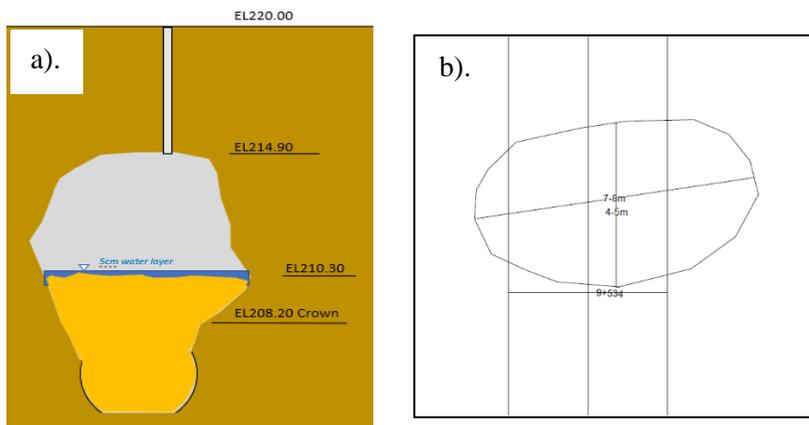 EL220.00
a).
EL214.90
5cm water layer
EL210.30
EL208.20 Crown
b).
7-8m
4-5m
9+534